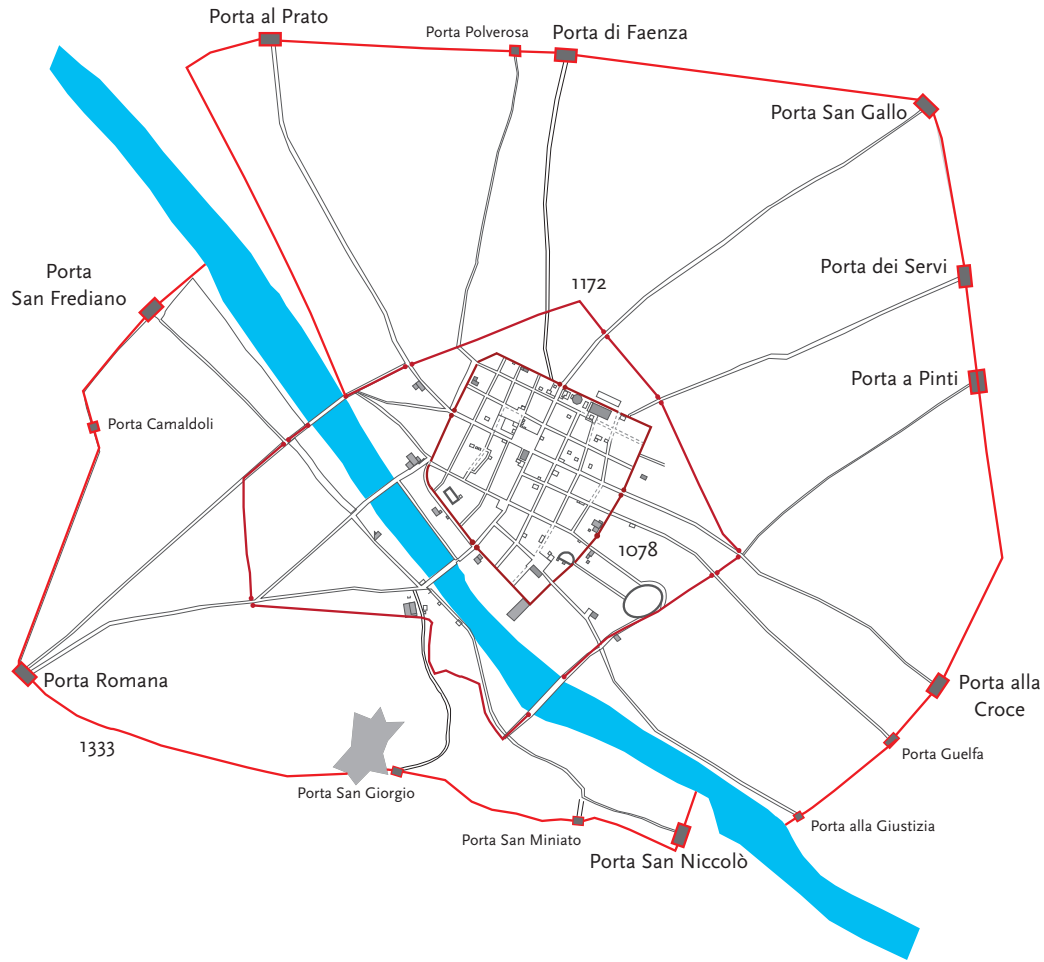 Porta al Prato
Porta Polverosa
Porta di Faenza
Porta San Gallo
Porta
San Frediano
Porta dei Servi
1172
Porta a Pinti
Porta Camaldoli
1078
Porta Romana
Porta alla
Croce
1333
Porta Guelfa
Porta San Giorgio
Porta alla Giustizia
Porta San Miniato
Porta San Niccolò